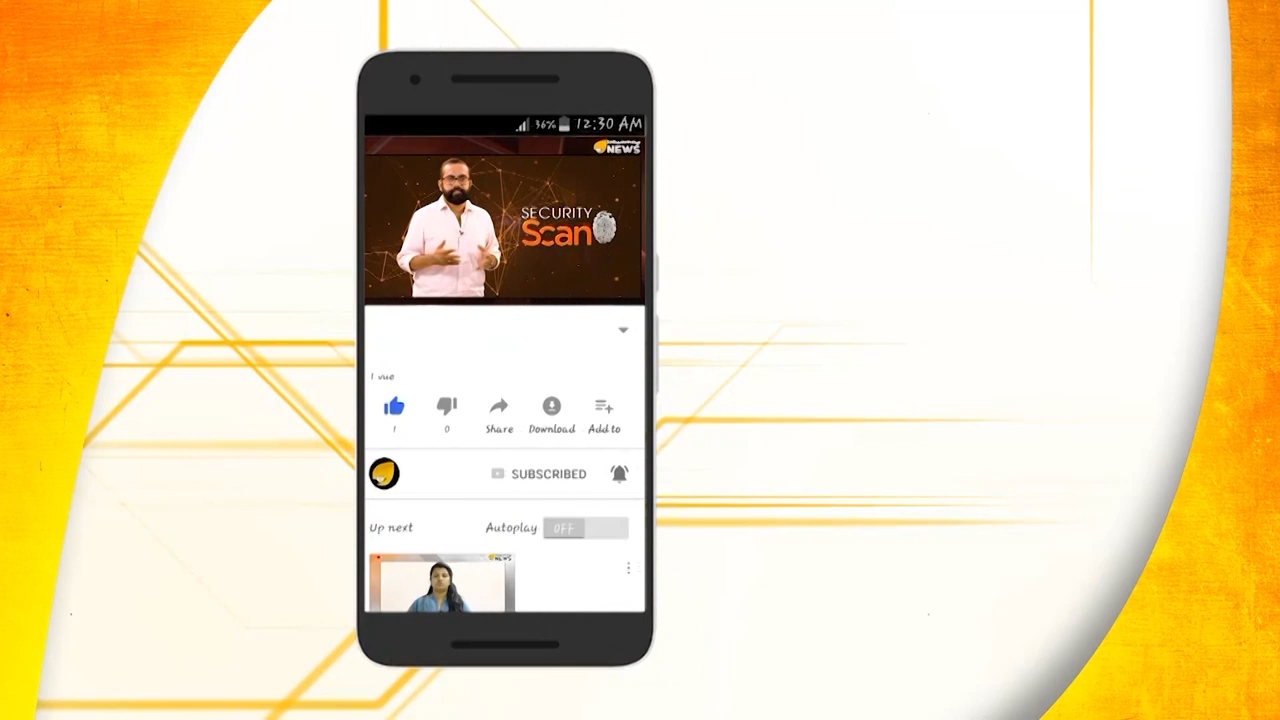 36% 12:30 AM
NEWS
SECURITY
Scan
1 vue
1 0 Share Download Add to
SUBSCRIBED
Up next Autoplay OFF
NEWS